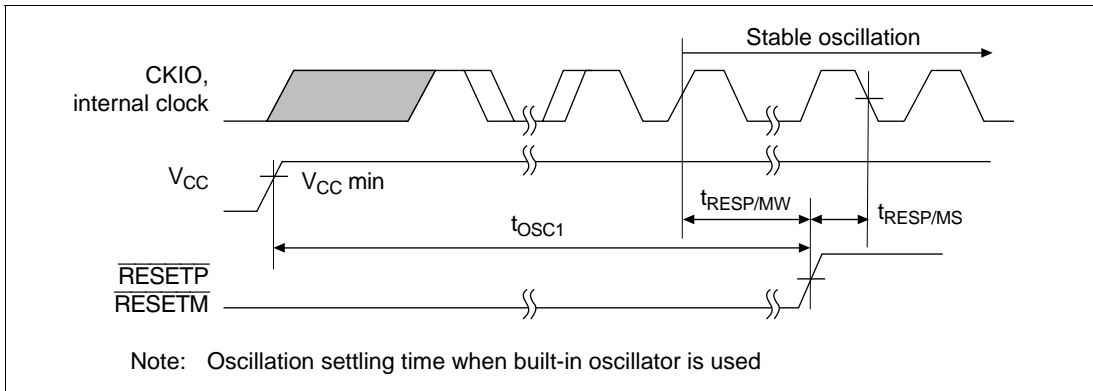 Stable oscillation
CKIO,
internal clock
VCC
VCC min
tRESP/MW
tRESP/MS
tOSC1
RESETP
RESETM
Note: Oscillation settling time when built-in oscillator is used